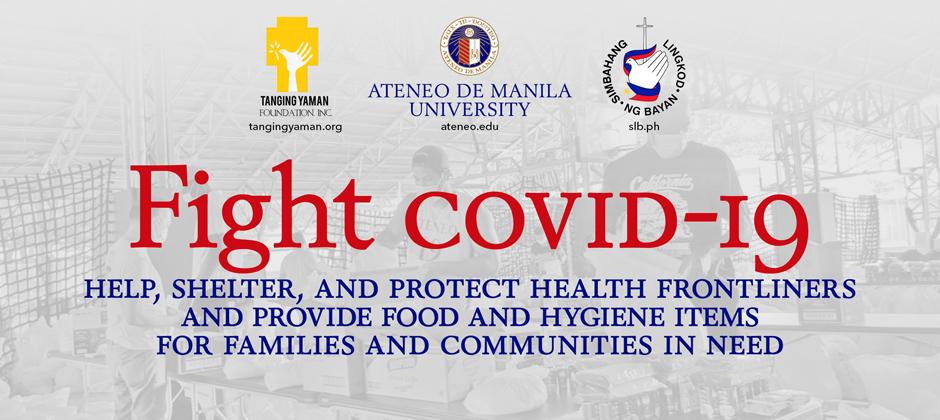 TANGING YAMAN
FOUNDATION, INC.
tangingyaman.org
ATENEO DE MANILA
UNIVERSITY
ateneo.edu
SIMBAHANG LINGKOD • NG BAYAN •
slb.ph
Fight COVID-19
HELP, SHELTER, AND PROTECT HEALTH FRONTLINERS
AND PROVIDE FOOD AND HYGIENE ITEMS
FOR FAMILIES AND COMMUNITIES IN NEED